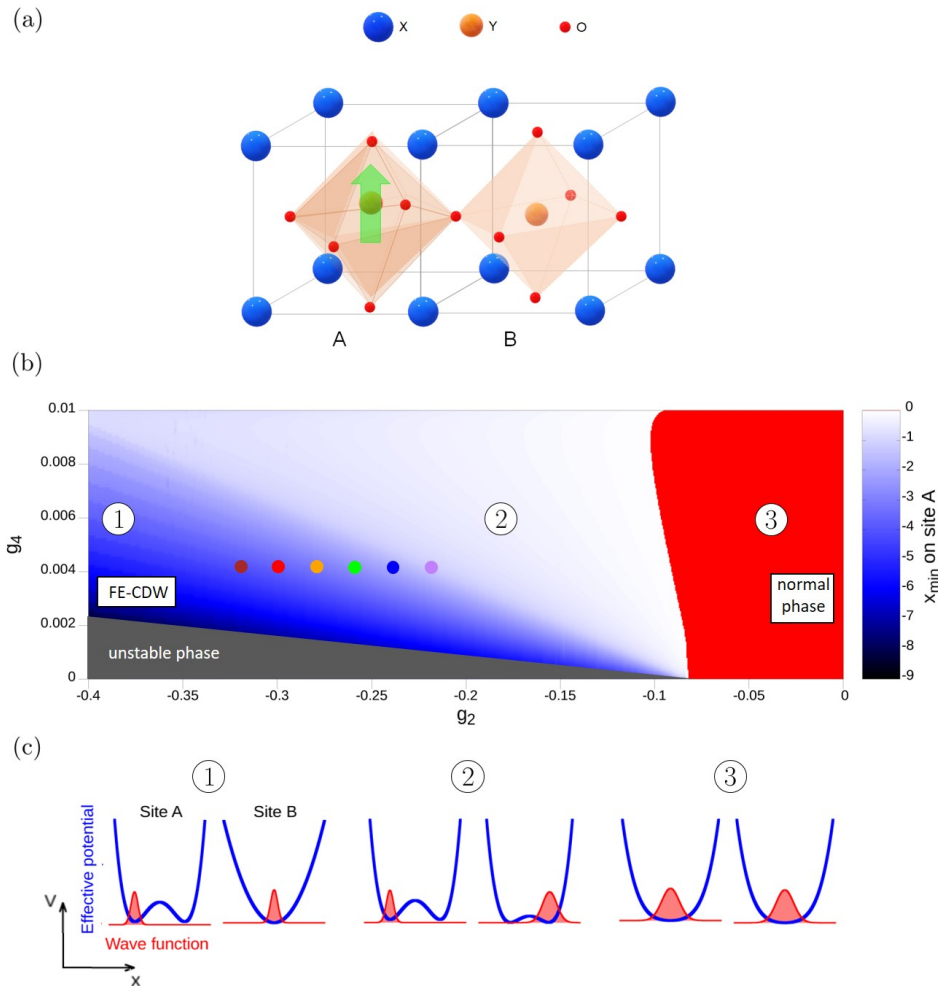 (a)
X Y O
A B
(b)
0.01
0.008
0.006
0.004
0.002
0
g4
1 2 3
FE-CDW
normal
phase
unstable phase
-0.4 -0.35 -0.3 -0.25 -0.2 -0.15 -0.1 -0.05 0
g2
0
-1
-2
-3
-4
-5
-6
-7
-8
-9
xmin on site A
(c)
1 2 3
Effective potential
Site A Site B
V
Wave function
x